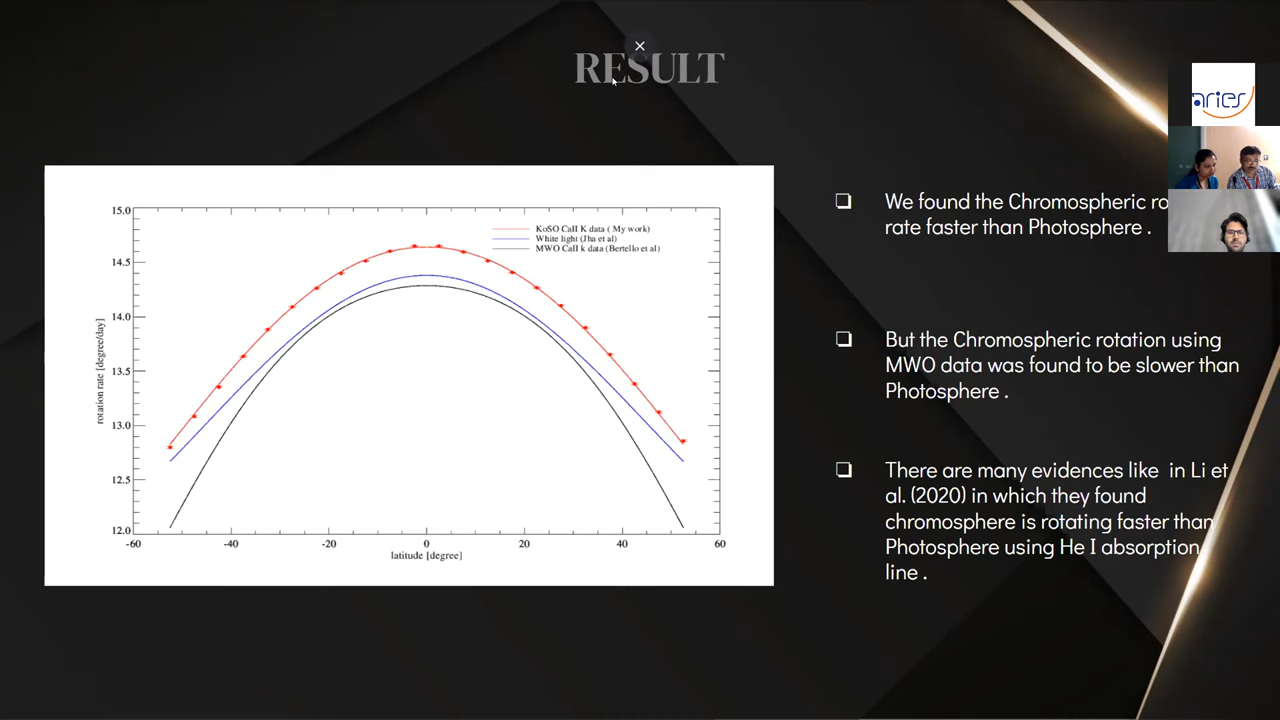 RESULT
aries
We found the Chromospheric
rate faster than Photosphere .
But the Chromospheric rotation using
MWO data was found to be slower than
Photosphere .
There are many evidences like in Li et
al. (2020) in which they found
chromosphere is rotating faster than
Photosphere using He I absorption
line .
KoSO CaII K data ( My work)
White light (Jha et al)
MWO CaII k data (Bertello et al)
rotation rate [degree/day]
15.0
14.5
14.0
13.5
13.0
12.5
12.0
-60 -40 -20 0 20 40 60
latitude [degree]